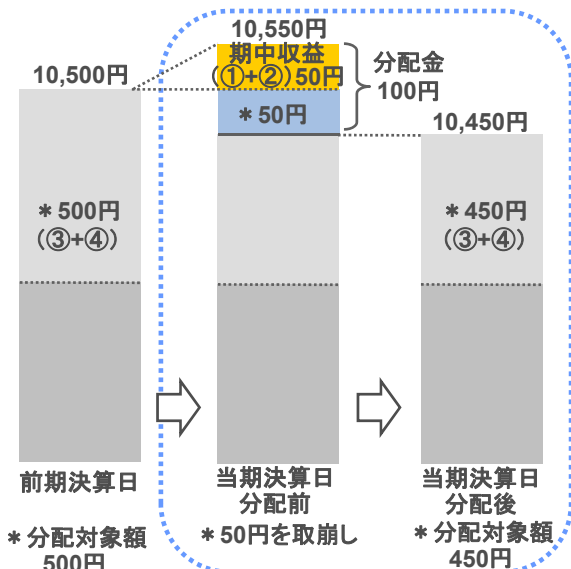 10,500円
＊500円
（③+④）
前期決算日
＊分配対象額
500円
10,550円
期中収益
（①+②）50円
＊50円
分配金
100円
当期決算日
分配前
＊50円を取崩し
10,450円
＊450円
（③+④）
当期決算日
分配後
＊分配対象額
450円